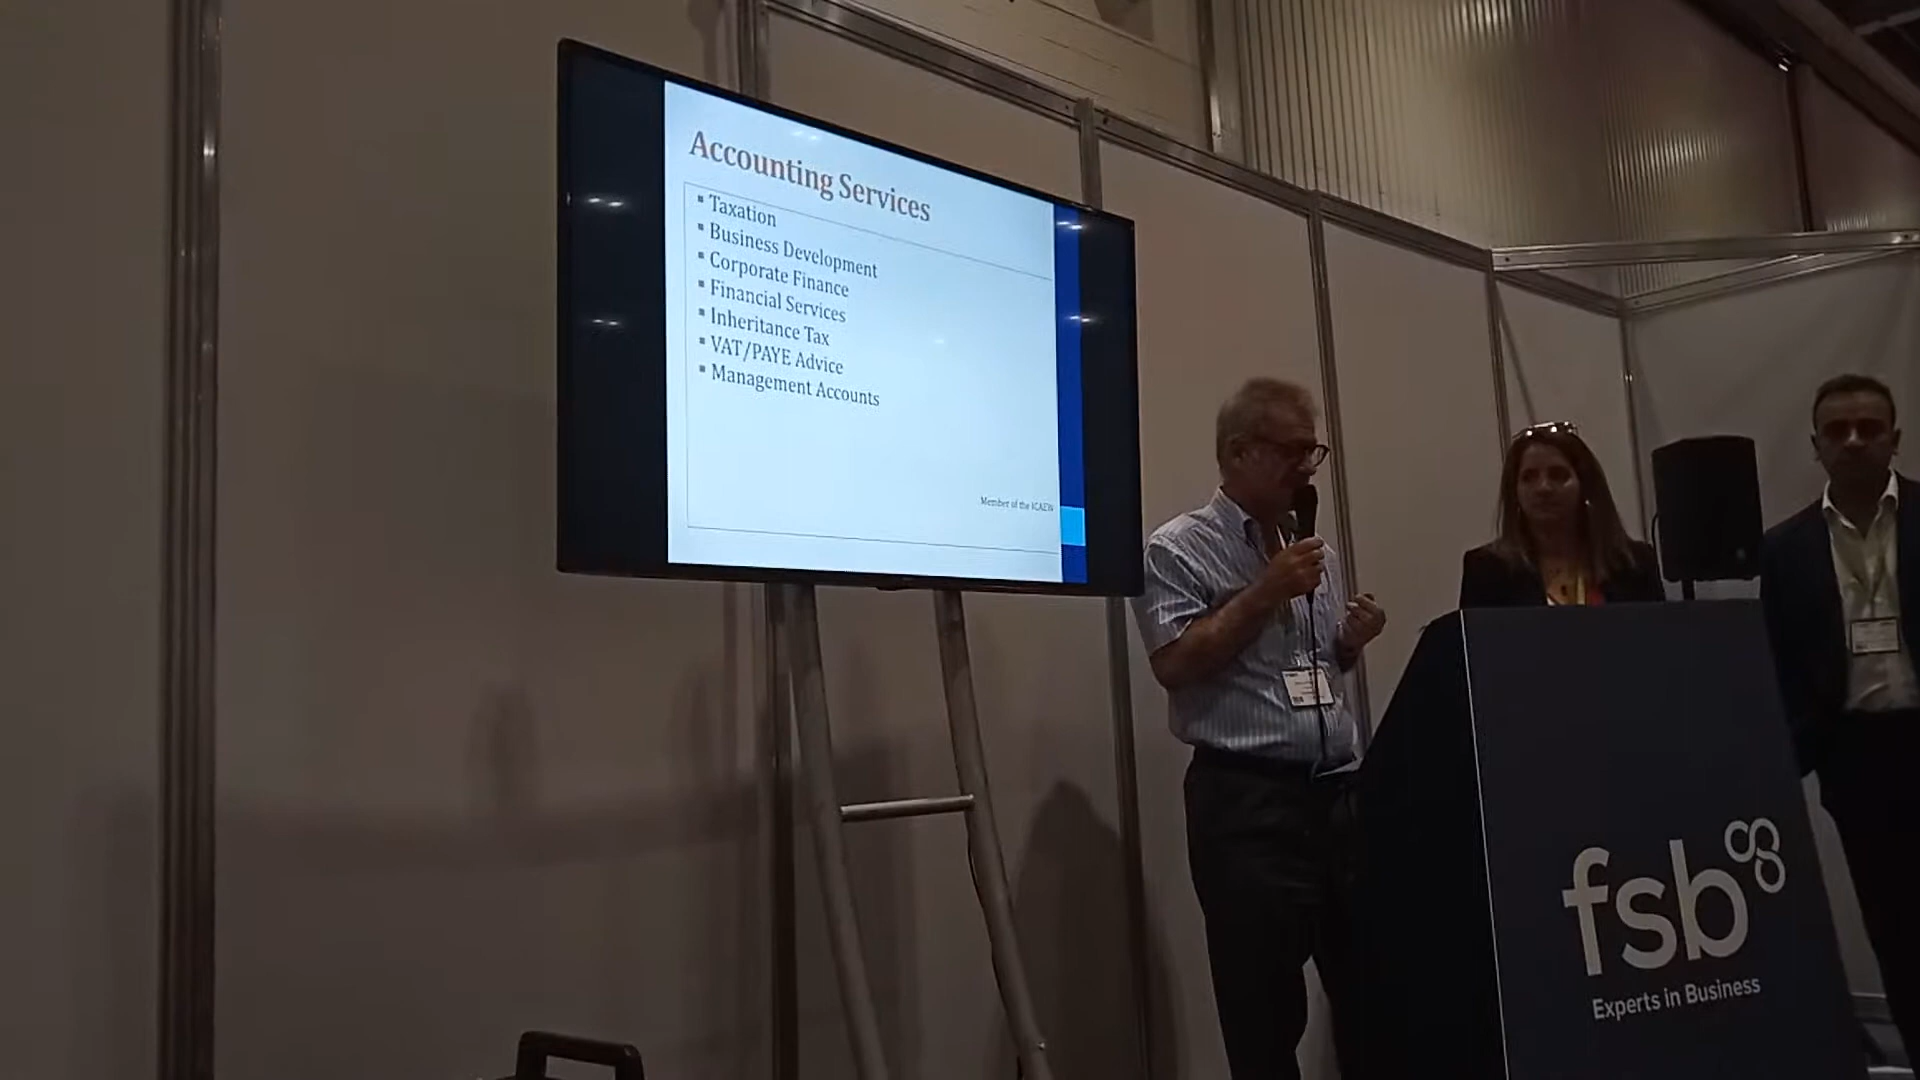 Accounting Services
▪ Taxation
▪ Business Development
▪ Corporate Finance
▪ Financial Services
▪ Inheritance Tax
▪ VAT/PAYE Advice
▪ Management Accounts
Member of the ICAEW
fsb
Experts in Business